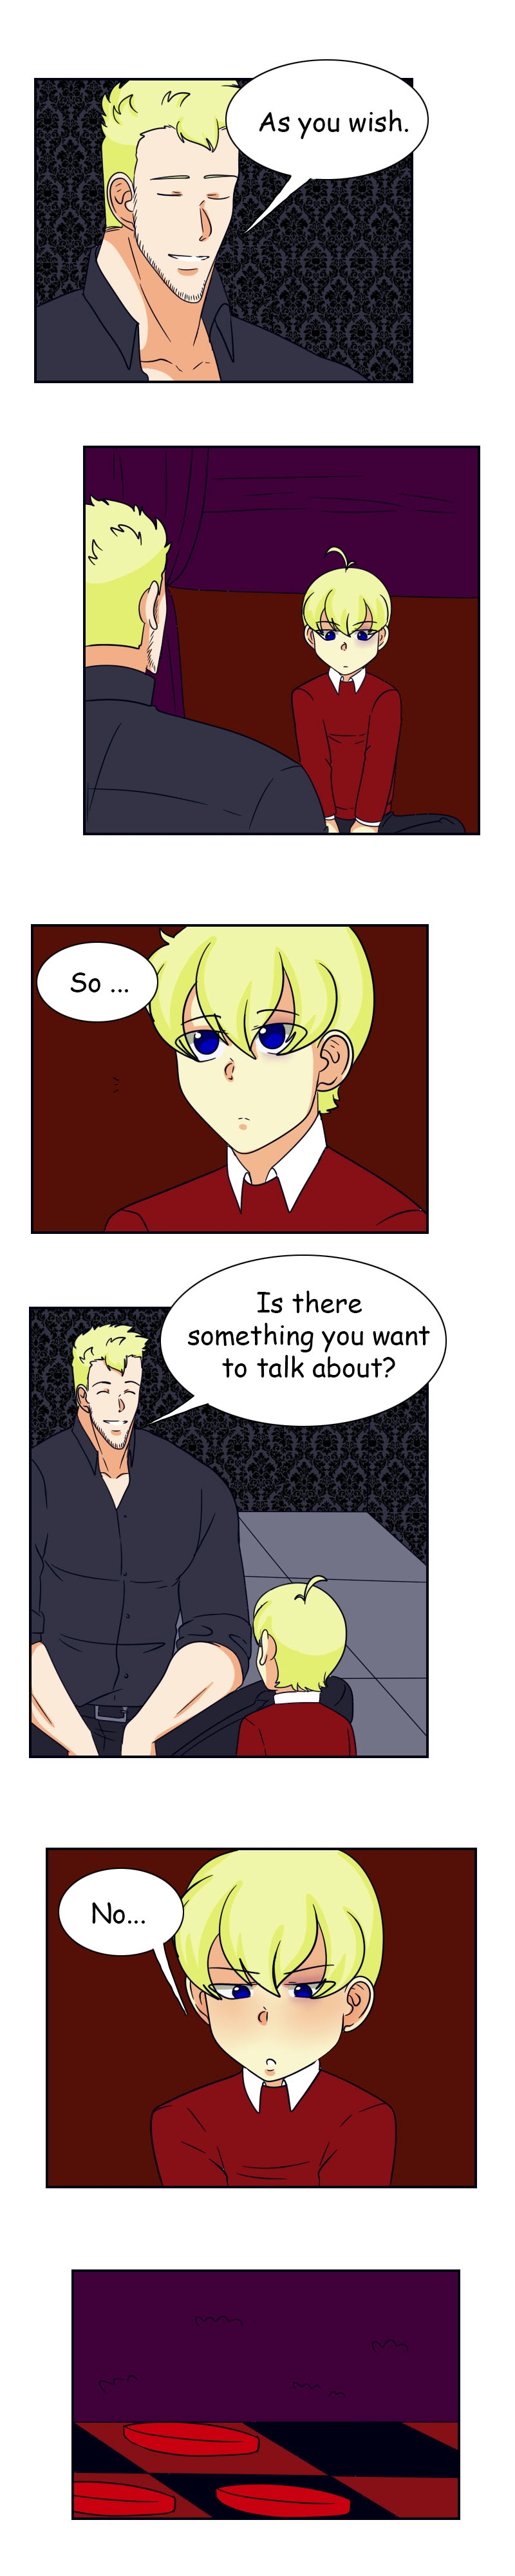 As you wish.
So ...
Is there
something you want
to talk about?
No...